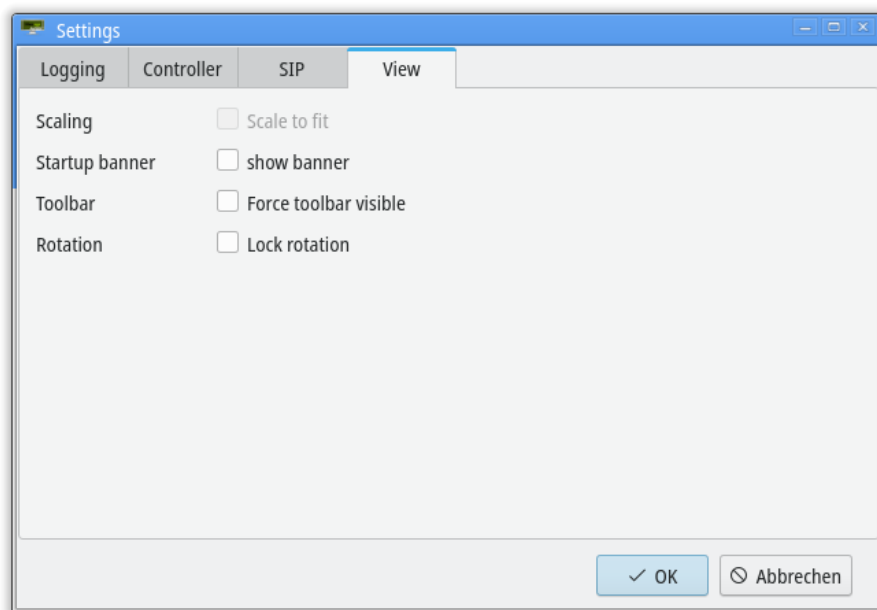 Settings
Logging Controller SIP View
Scaling Scale to fit
Startup banner show banner
Toolbar Force toolbar visible
Rotation Lock rotation
OK Abbrechen